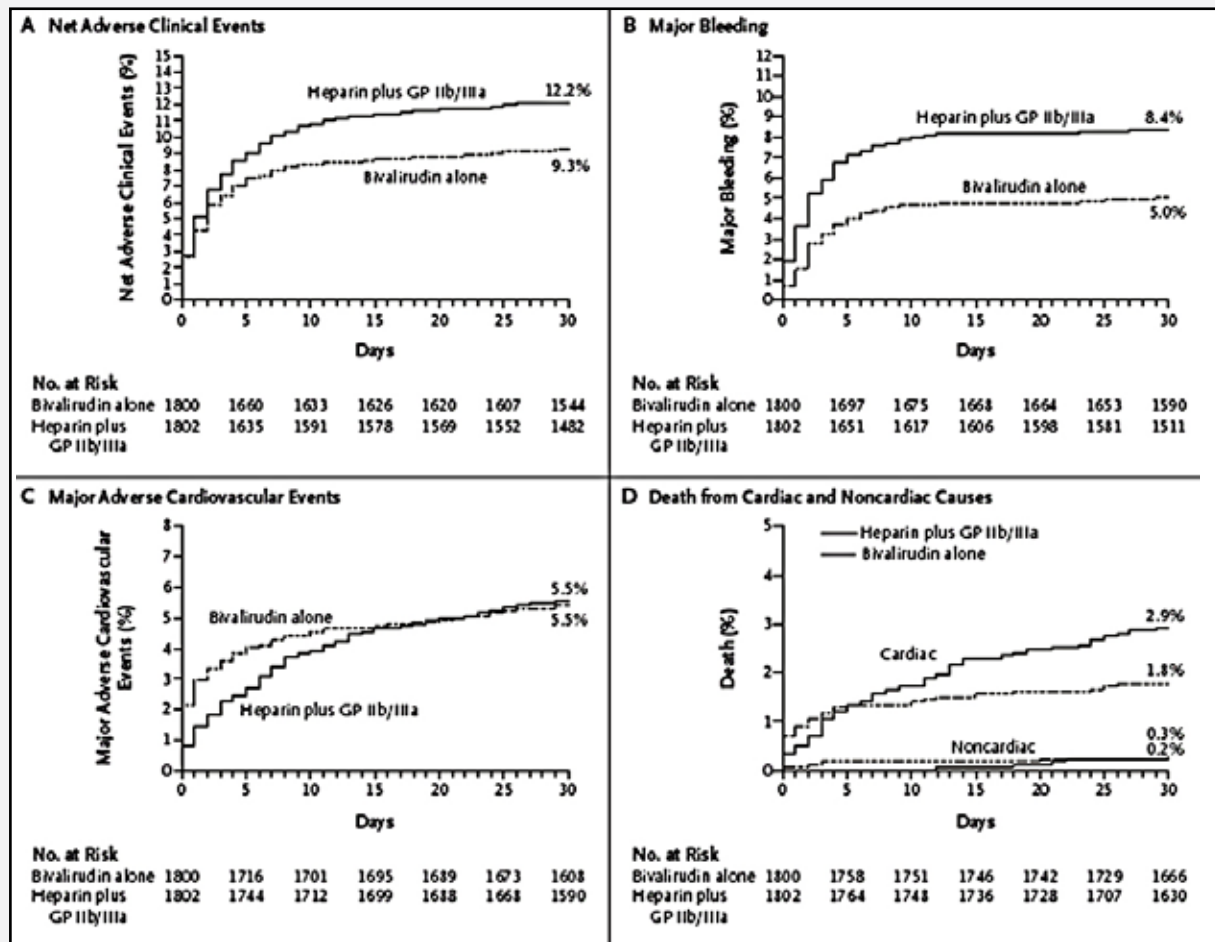 A Net Adverse Clinical Events
Net Adverse Clinical Events (%)
15
14
13
12
11
10
9
8
7
6
5
4
3
2
1
0
Heparin plus GP IIb/IIIa
12.2%
Bivalirudin alone
9.3%
0 5 10 15 20 25 30
Days
No. at Risk
Bivalirudin alone 1800 1660 1633 1626 1620 1607 1544
Heparin plus 1802 1635 1591 1578 1569 1552 1482
GP IIb/IIIa
B Major Bleeding
Major Bleeding (%)
12
11
10
9
8
7
6
5
4
3
2
1
0
Heparin plus GP IIb/IIIa
8.4%
Bivalirudin alone
5.0%
0 5 10 15 20 25 30
Days
No. at Risk
Bivalirudin alone 1800 1697 1675 1668 1664 1653 1590
Heparin plus 1802 1651 1617 1606 1598 1581 1511
GP IIb/IIIa
C Major Adverse Cardiovascular Events
Major Adverse Cardiovascular
Events (%)
8
7
6
5
4
3
2
1
0
Bivalirudin alone
5.5%
5.5%
Heparin plus GP IIb/IIIa
0 5 10 15 20 25 30
Days
No. at Risk
Bivalirudin alone 1800 1716 1701 1695 1689 1673 1608
Heparin plus 1802 1744 1712 1699 1688 1668 1590
GP IIb/IIIa
D Death from Cardiac and Noncardiac Causes
Death (%)
5
4
3
2
1
0
Heparin plus GP IIb/IIIa
Bivalirudin alone
2.9%
Cardiac
1.8%
0.3%
Noncardiac
0.2%
0 5 10 15 20 25 30
Days
No. at Risk
Bivalirudin alone 1800 1758 1751 1746 1742 1729 1666
Heparin plus 1802 1764 1748 1736 1728 1707 1630
GP IIb/IIIa